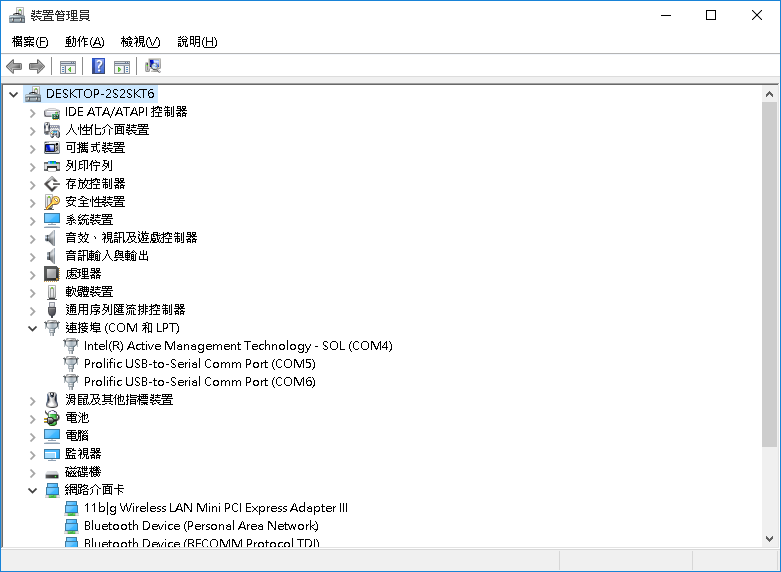 裝置管理員
檔案(F) 動作(A) 檢視(V) 說明(H)
DESKTOP-2S2SKT6
IDE ATA/ATAPI 控制器
人性化介面裝置
可攜式裝置
列印佇列
存放控制器
安全性裝置
系統裝置
音效、視訊及遊戲控制器
音訊輸入與輸出
處理器
軟體裝置
通用序列匯流排控制器
連接埠 (COM 和 LPT)
Intel(R) Active Management Technology - SOL (COM4)
Prolific USB-to-Serial Comm Port (COM5)
Prolific USB-to-Serial Comm Port (COM6)
滑鼠及其他指標裝置
電池
電腦
監視器
磁碟機
網路介面卡
11b|g Wireless LAN Mini PCI Express Adapter III
Bluetooth Device (Personal Area Network)
Bluetooth Device (RFCOMM Protocol TDI)